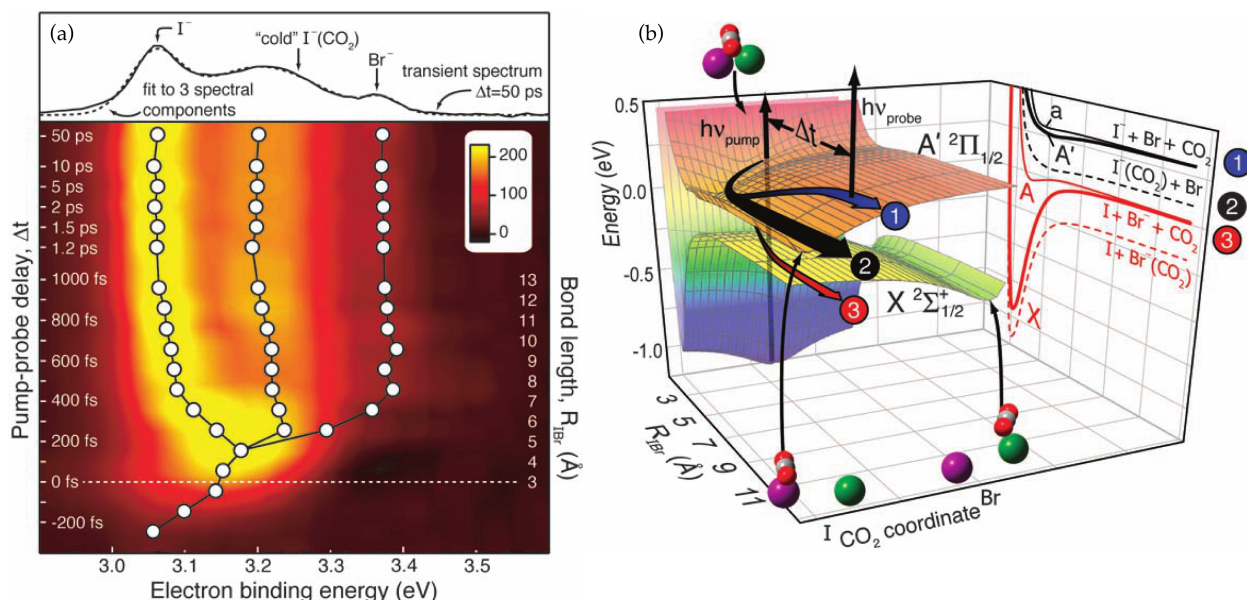 (a)
I⁻
"cold" I⁻(CO₂)
Br⁻
transient spectrum
Δt=50 ps
fit to 3 spectral
components
Pump-probe delay, Δt
50 ps
10 ps
5 ps
2 ps
1.5 ps
1.2 ps
1000 fs
800 fs
600 fs
400 fs
200 fs
0 fs
-200 fs
200
100
0
13
12
11
10
9
8
7
6
5
4
3
Bond length, R_IBr (Å)
3.0 3.1 3.2 3.3 3.4 3.5
Electron binding energy (eV)
(b)
Energy (eV)
0.5
0.0
-0.5
-1.0
hν_pump
Δt
hν_probe
A' ²Π₁/₂
X ²Σ⁺₁/₂
1
2
3
3 5 7 9 11
R_IBr (Å)
I CO₂ coordinate Br
a
I⁻ + Br + CO₂
A'
I⁻(CO₂) + Br
A
I + Br⁻ + CO₂
I + Br⁻(CO₂)
X
1
2
3